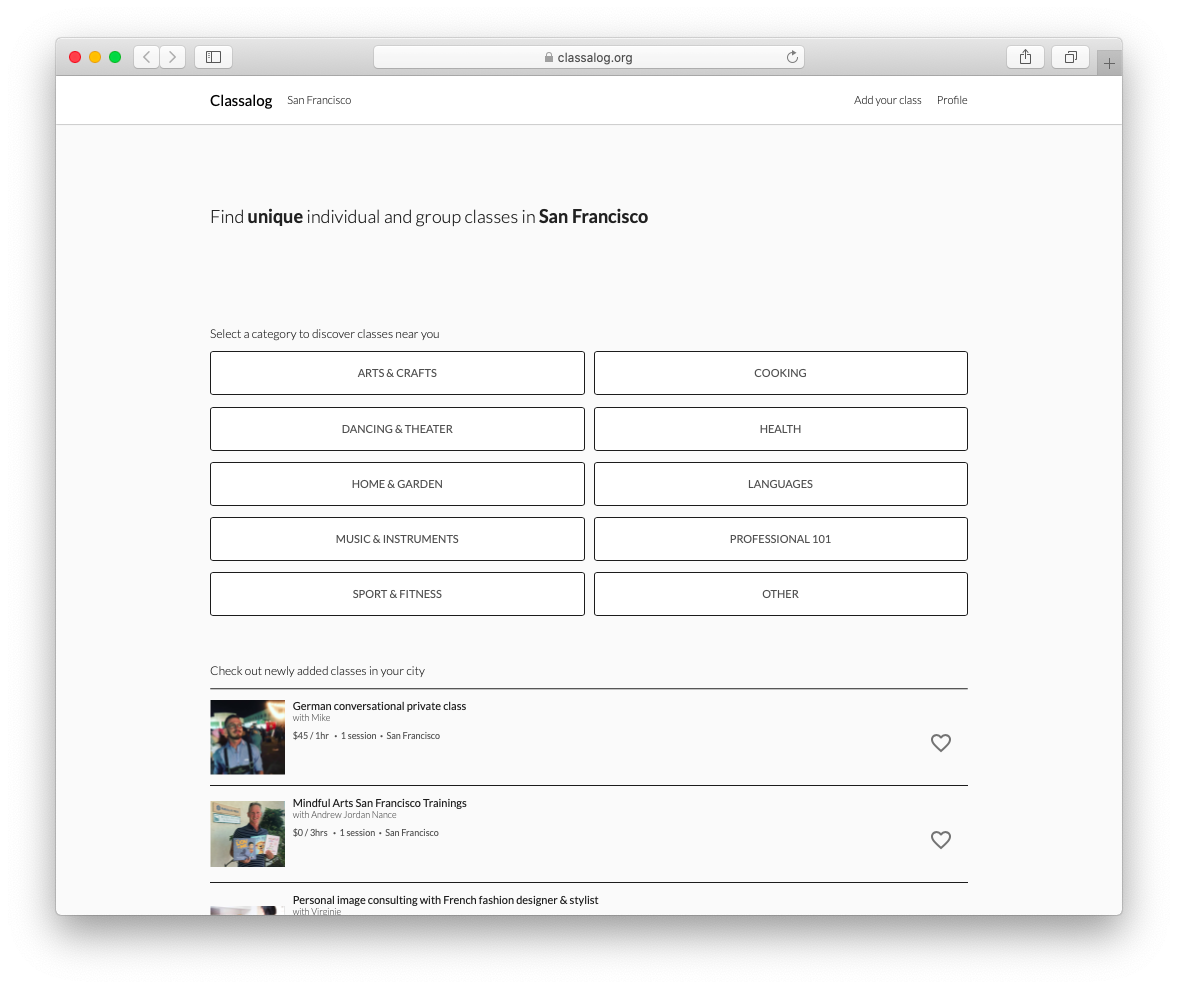 classalog.org
Classalog San Francisco Add your class Profile
Find unique individual and group classes in San Francisco
Select a category to discover classes near you
ARTS & CRAFTS COOKING
DANCING & THEATER HEALTH
HOME & GARDEN LANGUAGES
MUSIC & INSTRUMENTS PROFESSIONAL 101
SPORT & FITNESS OTHER
Check out newly added classes in your city
German conversational private class
with Mike
$45 / 1hr • 1 session • San Francisco
Mindful Arts San Francisco Trainings
with Andrew Jordan Nance
$0 / 3hrs • 1 session • San Francisco
Personal image consulting with French fashion designer & stylist
with Virginie